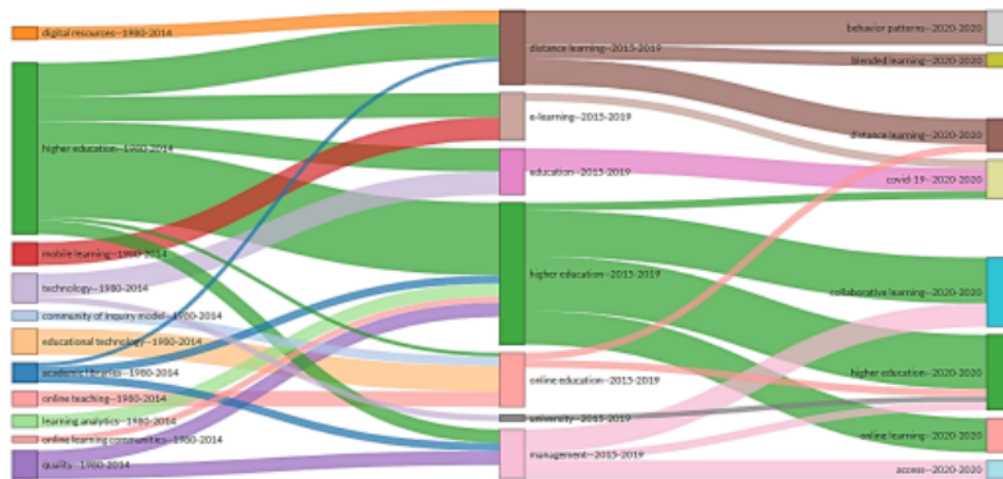 digital resources--1980-2014
higher education--1980-2014
mobile learning--1980-2014
technology--1980-2014
community of inquiry model--1980-2014
educational technology--1980-2014
academic libraries--1980-2014
online teaching--1980-2014
learning analytics--1980-2014
online learning communities--1980-2014
quality--1980-2014
distance learning--2015-2019
e-learning--2015-2019
education--2015-2019
higher education--2015-2019
online education--2015-2019
university--2015-2019
management--2015-2019
behavior patterns--2020-2020
blended learning--2020-2020
distance learning--2020-2020
covid-19--2020-2020
collaborative learning--2020-2020
higher education--2020-2020
online learning--2020-2020
access--2020-2020